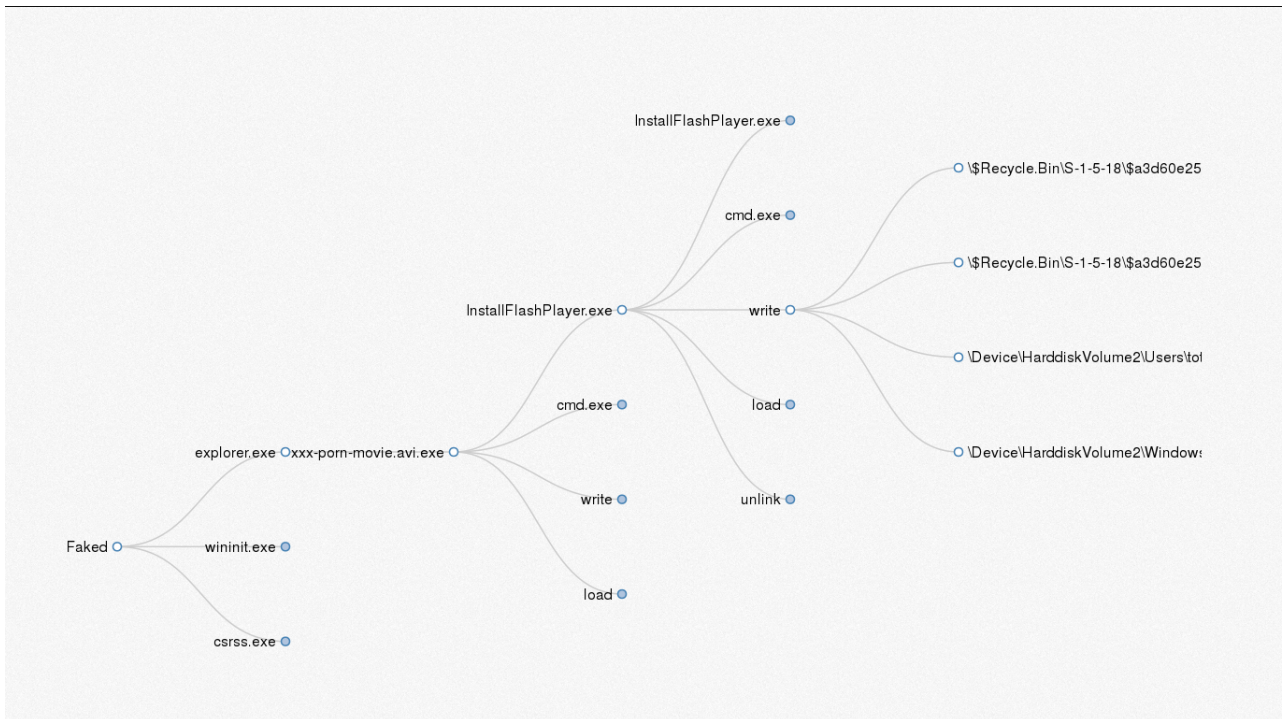 InstallFlashPlayer.exe
\$Recycle.Bin\S-1-5-18\$a3d60e25
cmd.exe
\$Recycle.Bin\S-1-5-18\$a3d60e25
InstallFlashPlayer.exe
write
\Device\HarddiskVolume2\Users\tot
cmd.exe
load
explorer.exe
xxx-porn-movie.avi.exe
\Device\HarddiskVolume2\Windows
write
unlink
Faked
wininit.exe
load
csrss.exe